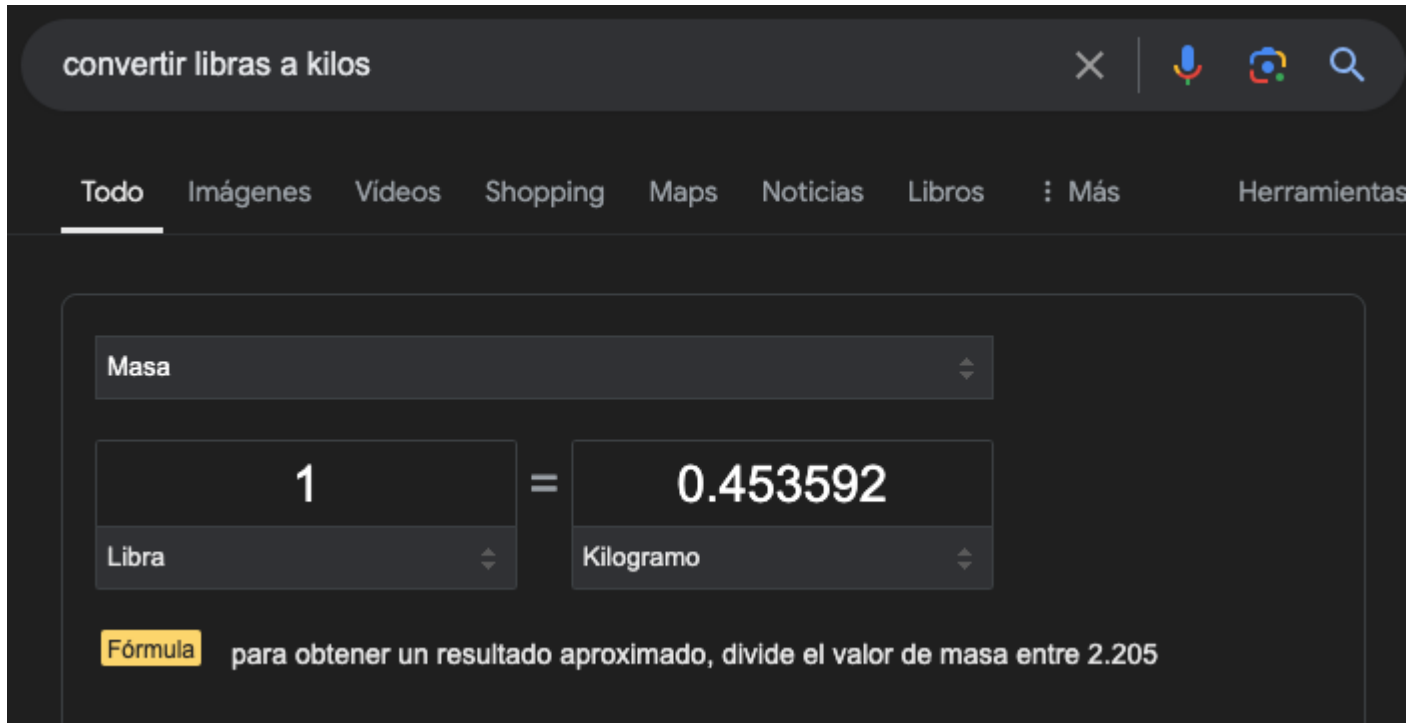 convertir libras a kilos
Todo Imágenes Vídeos Shopping Maps Noticias Libros Más Herramientas
Masa
1 = 0.453592
Libra Kilogramo
Fórmula para obtener un resultado aproximado, divide el valor de masa entre 2.205